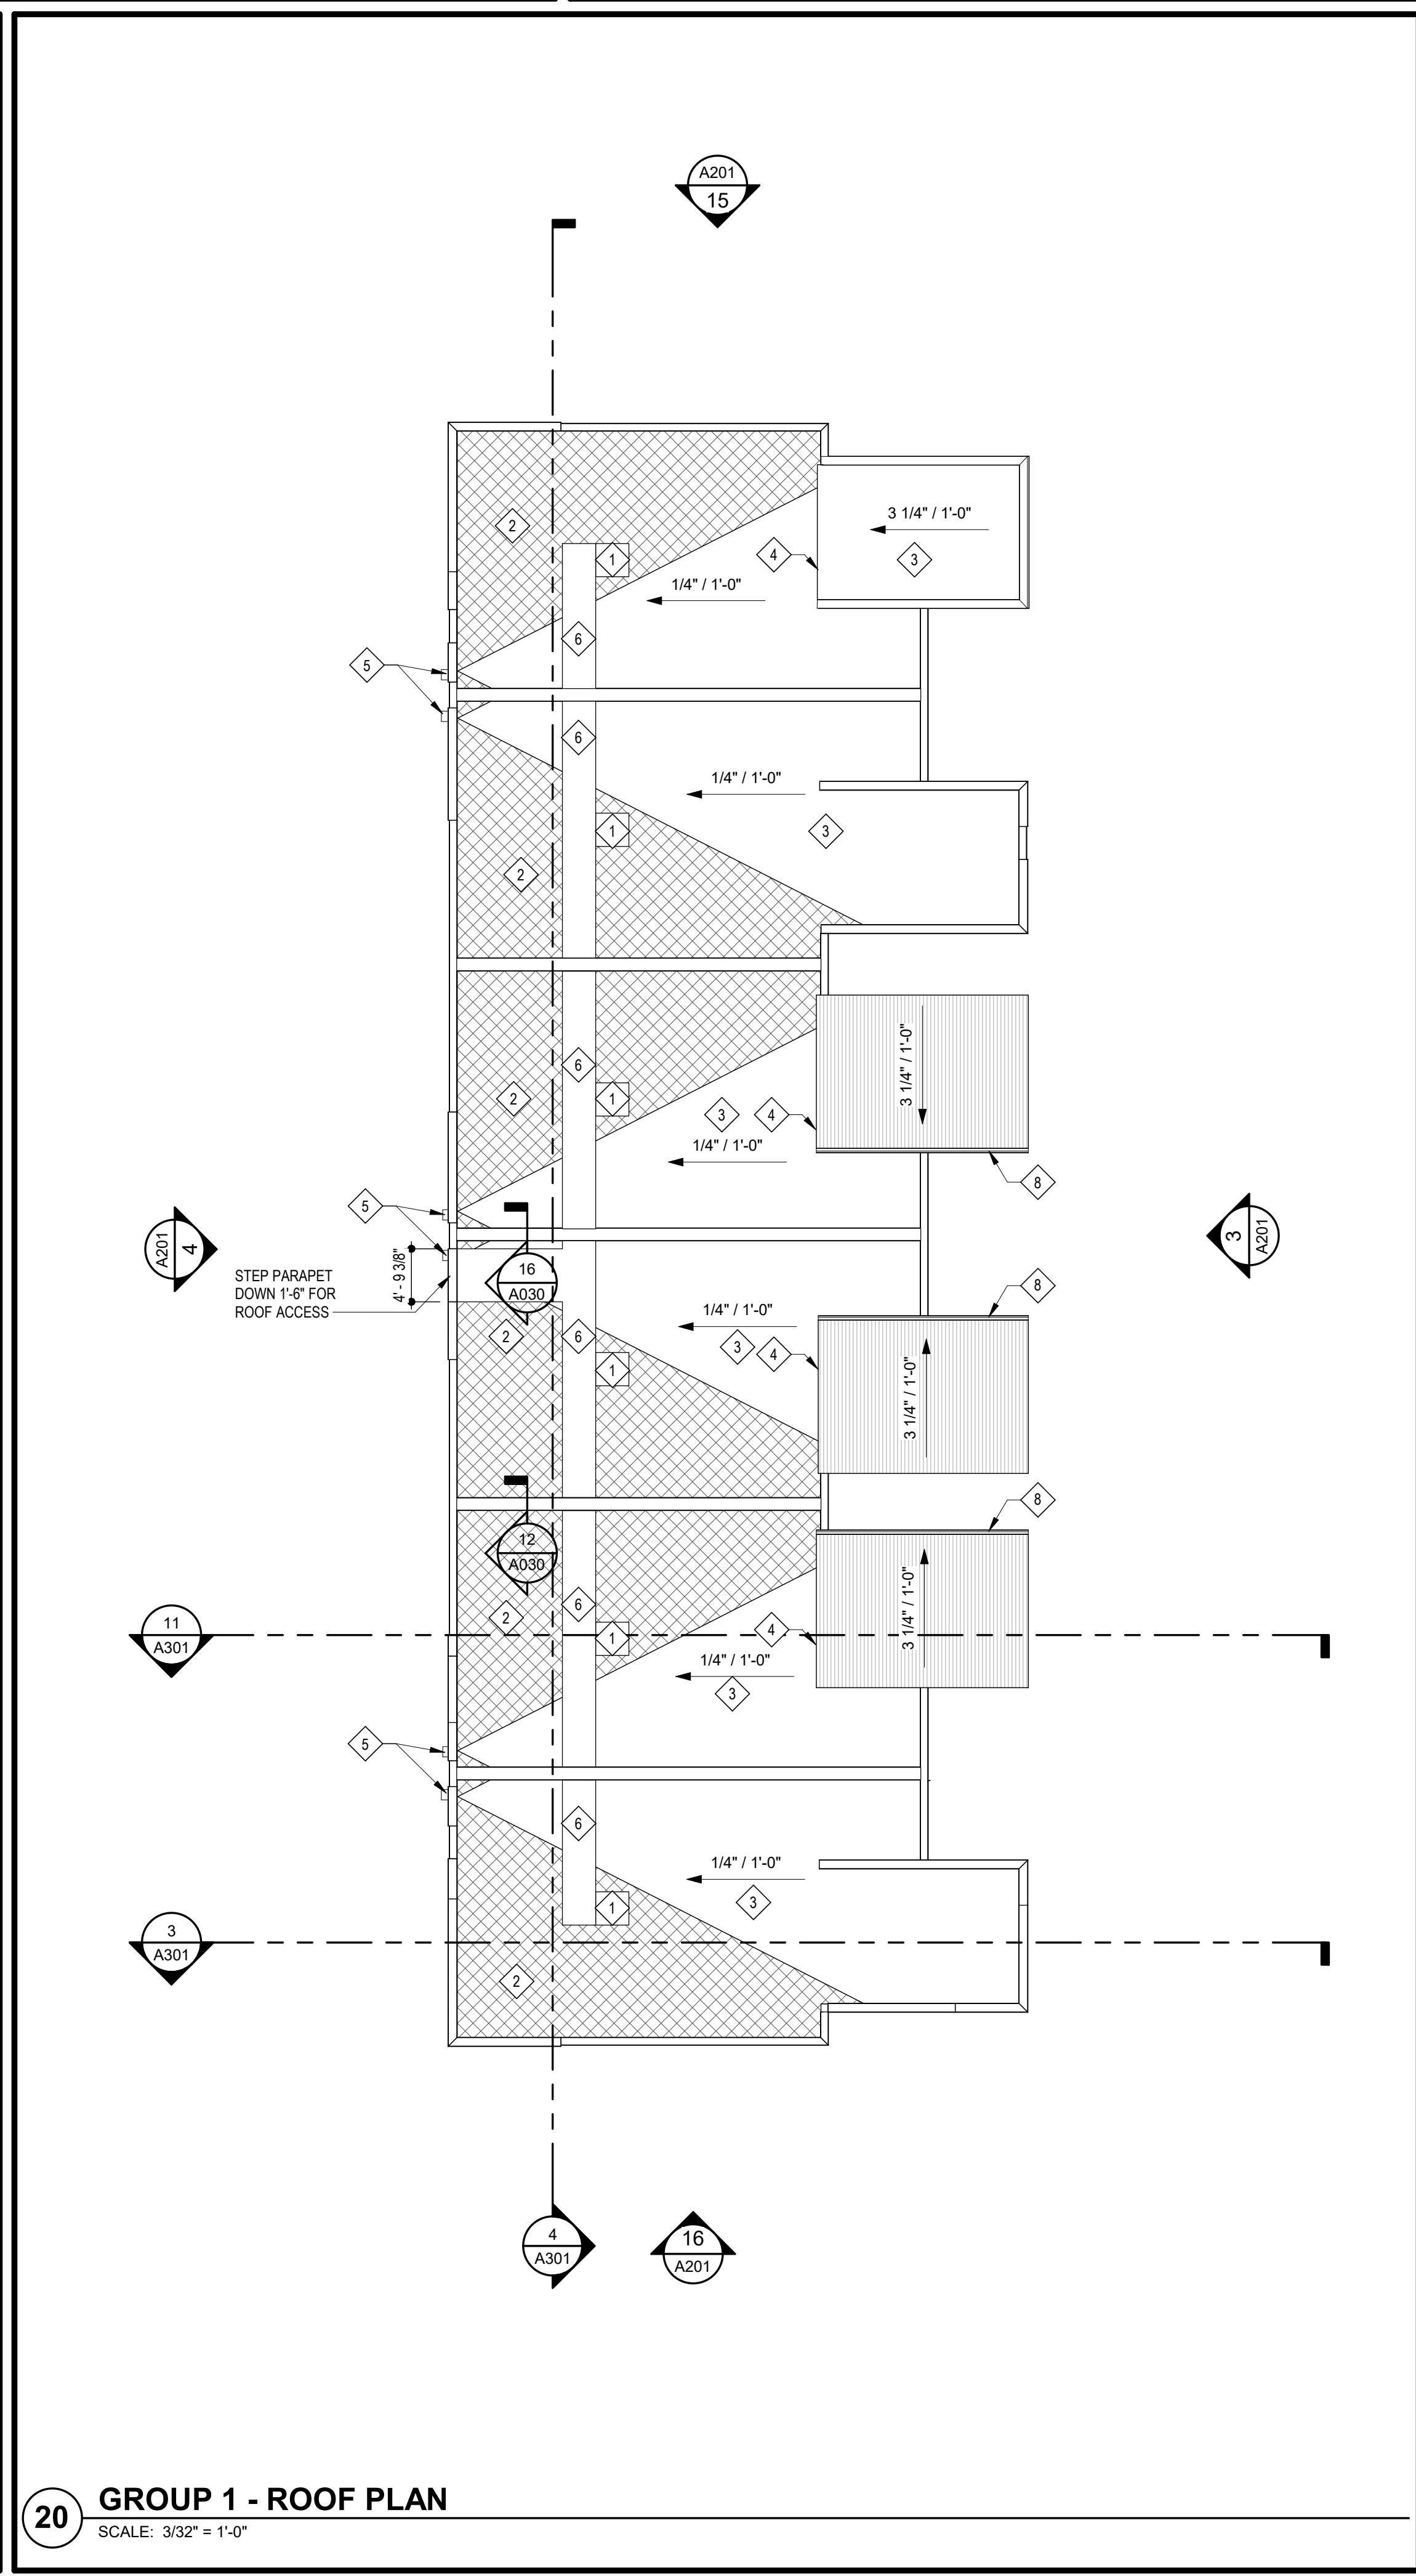 A201
15
2
3 1/4" / 1'-0"
1
4
3
1/4" / 1'-0"
6
5
6
1/4" / 1'-0"
1
3
2
3 1/4" / 1'-0"
6
2
1
3
4
1/4" / 1'-0"
8
5
A201
4
3
A201
4' - 9 3/8"
STEP PARAPET
DOWN 1'-6" FOR
ROOF ACCESS
16
A030
8
1/4" / 1'-0"
2
6
3
4
1
3 1/4" / 1'-0"
8
12
A030
3 1/4" / 1'-0"
6
2
11
A301
1
4
1/4" / 1'-0"
3
5
6
1/4" / 1'-0"
1
3
3
A301
2
4
A301
16
A201
20
GROUP 1 - ROOF PLAN
SCALE: 3/32" = 1'-0"